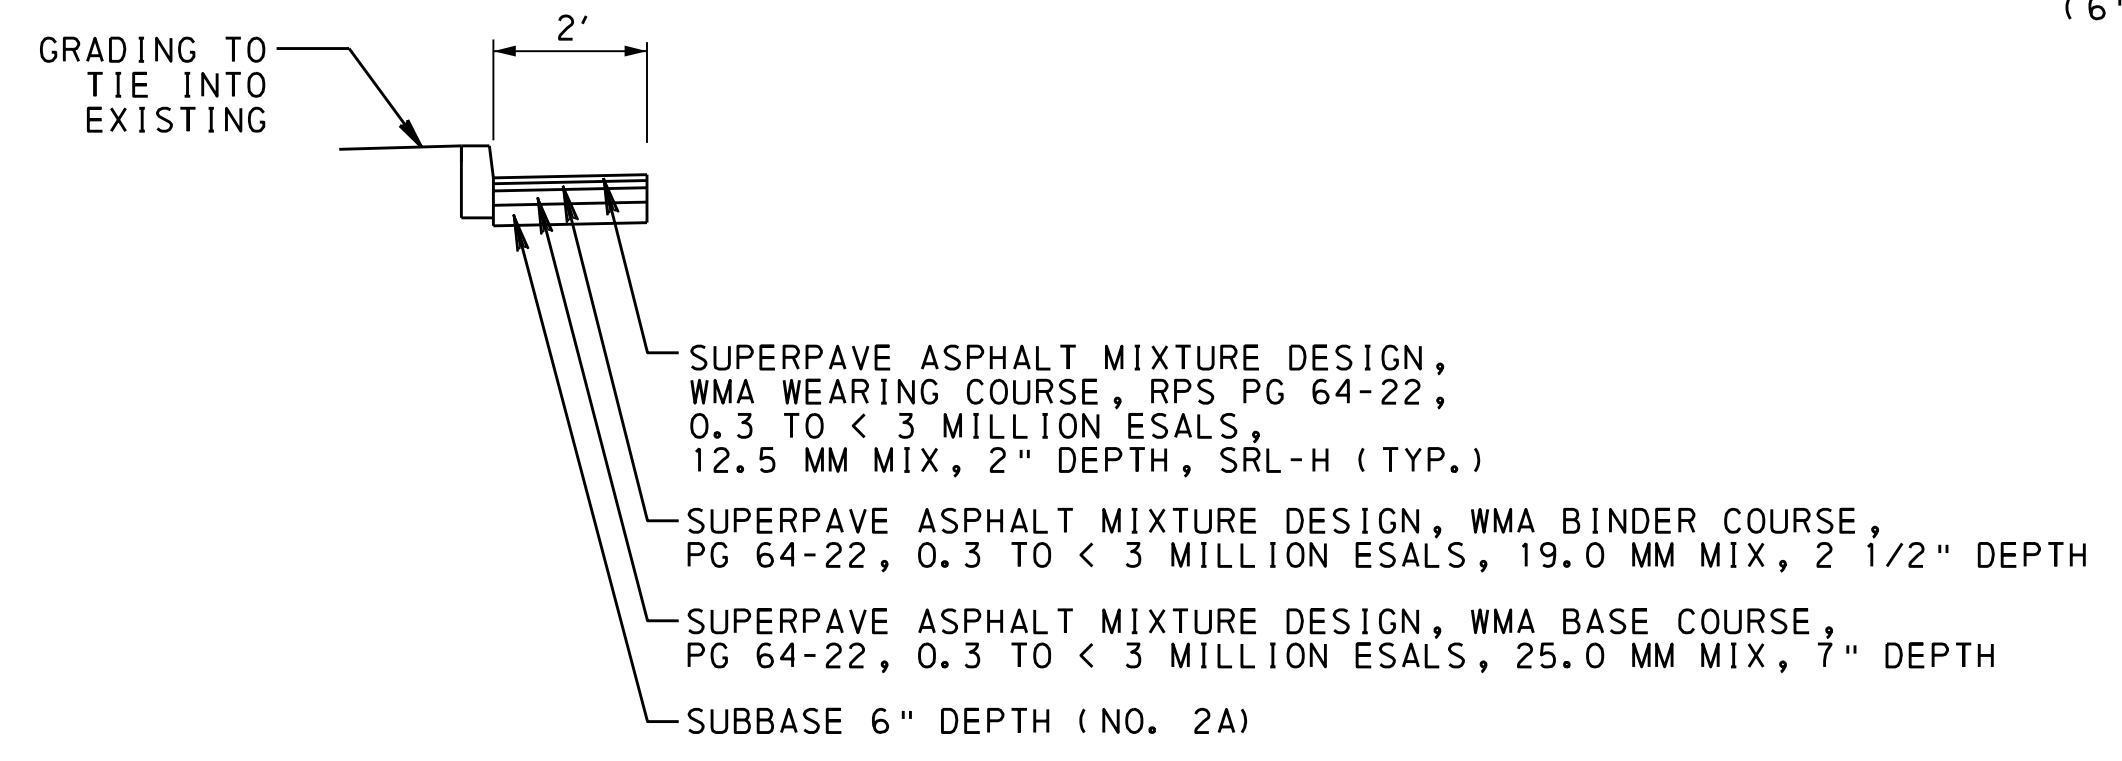 2'
GRADING TO
TIE INTO
EXISTING
SUPERPAVE ASPHALT MIXTURE DESIGN,
WMA WEARING COURSE, RPS PG 64-22,
0.3 TO < 3 MILLION ESALS,
12.5 MM MIX, 2" DEPTH, SRL-H (TYP.)
SUPERPAVE ASPHALT MIXTURE DESIGN, WMA BINDER COURSE,
PG 64-22, 0.3 TO < 3 MILLION ESALS, 19.0 MM MIX, 2 1/2" DEPTH
SUPERPAVE ASPHALT MIXTURE DESIGN, WMA BASE COURSE,
PG 64-22, 0.3 TO < 3 MILLION ESALS, 25.0 MM MIX, 7" DEPTH
SUBBASE 6" DEPTH (NO. 2A)